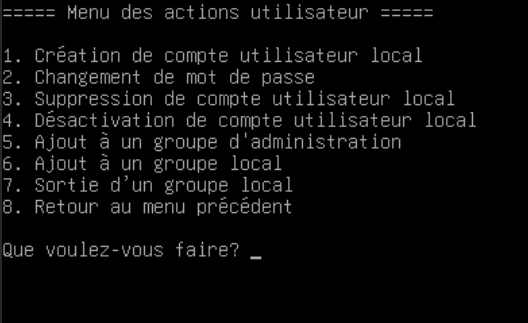 ===== Menu des actions utilisateur =====
1. Création de compte utilisateur local
2. Changement de mot de passe
3. Suppression de compte utilisateur local
4. Désactivation de compte utilisateur local
5. Ajout à un groupe d'administration
6. Ajout à un groupe local
7. Sortie d’un groupe local
8. Retour au menu précédent
Que voulez-vous faire? _